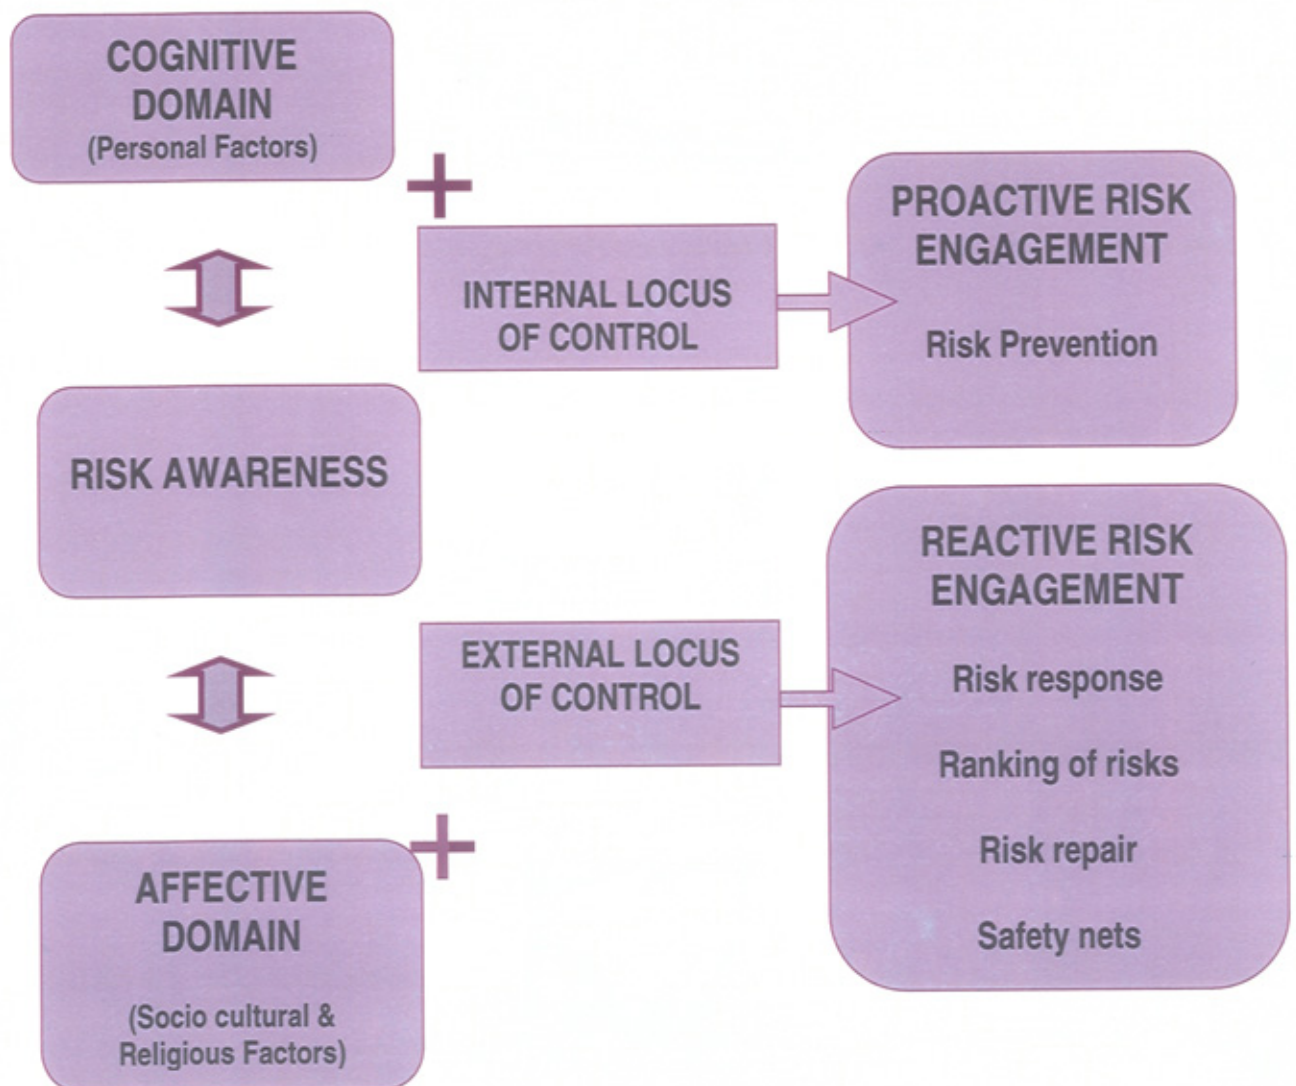 COGNITIVE
DOMAIN
(Personal Factors)
+
INTERNAL LOCUS
OF CONTROL
PROACTIVE RISK
ENGAGEMENT
Risk Prevention
RISK AWARENESS
EXTERNAL LOCUS
OF CONTROL
REACTIVE RISK
ENGAGEMENT
Risk response
Ranking of risks
Risk repair
Safety nets
+
AFFECTIVE
DOMAIN
(Socio cultural &
Religious Factors)